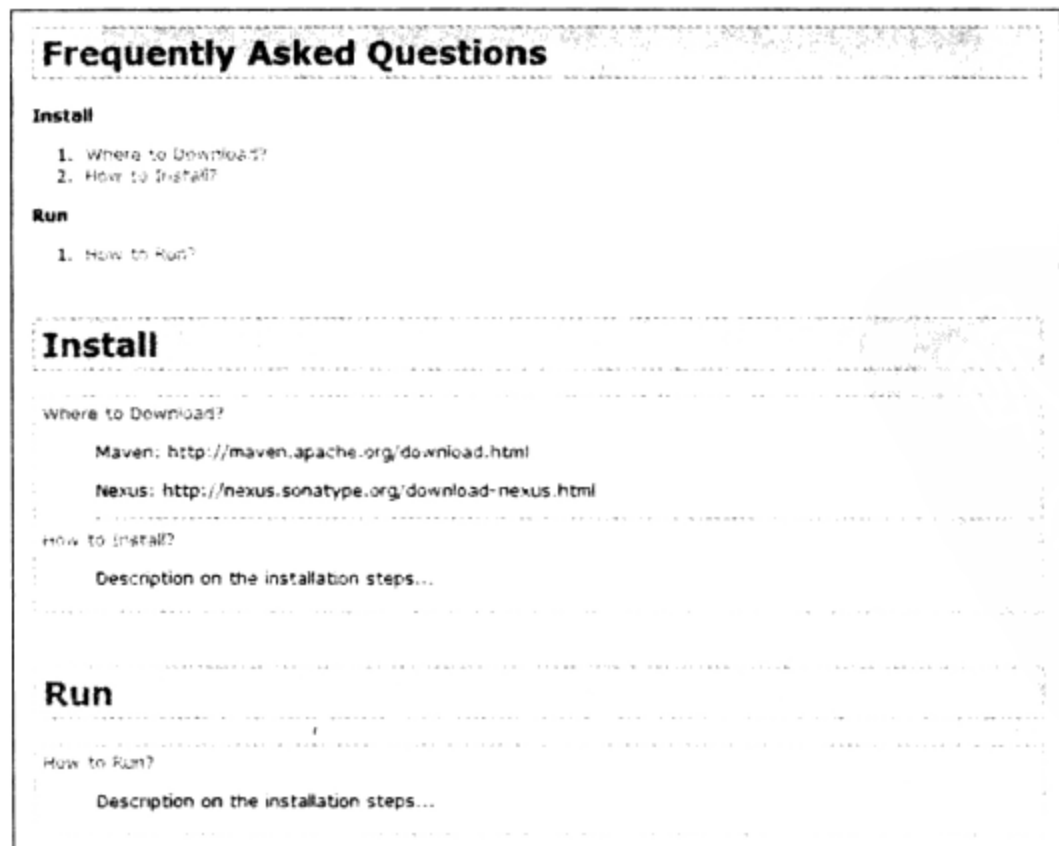 Frequently Asked Questions
Install
1. Where to Download?
2. How to Install?
Run
1. How to Run?
Install
Where to Download?
Maven: http://maven.apache.org/download.html
Nexus: http://nexus.sonatype.org/download-nexus.html
How to Install?
Description on the installation steps...
Run
How to Run?
Description on the installation steps...